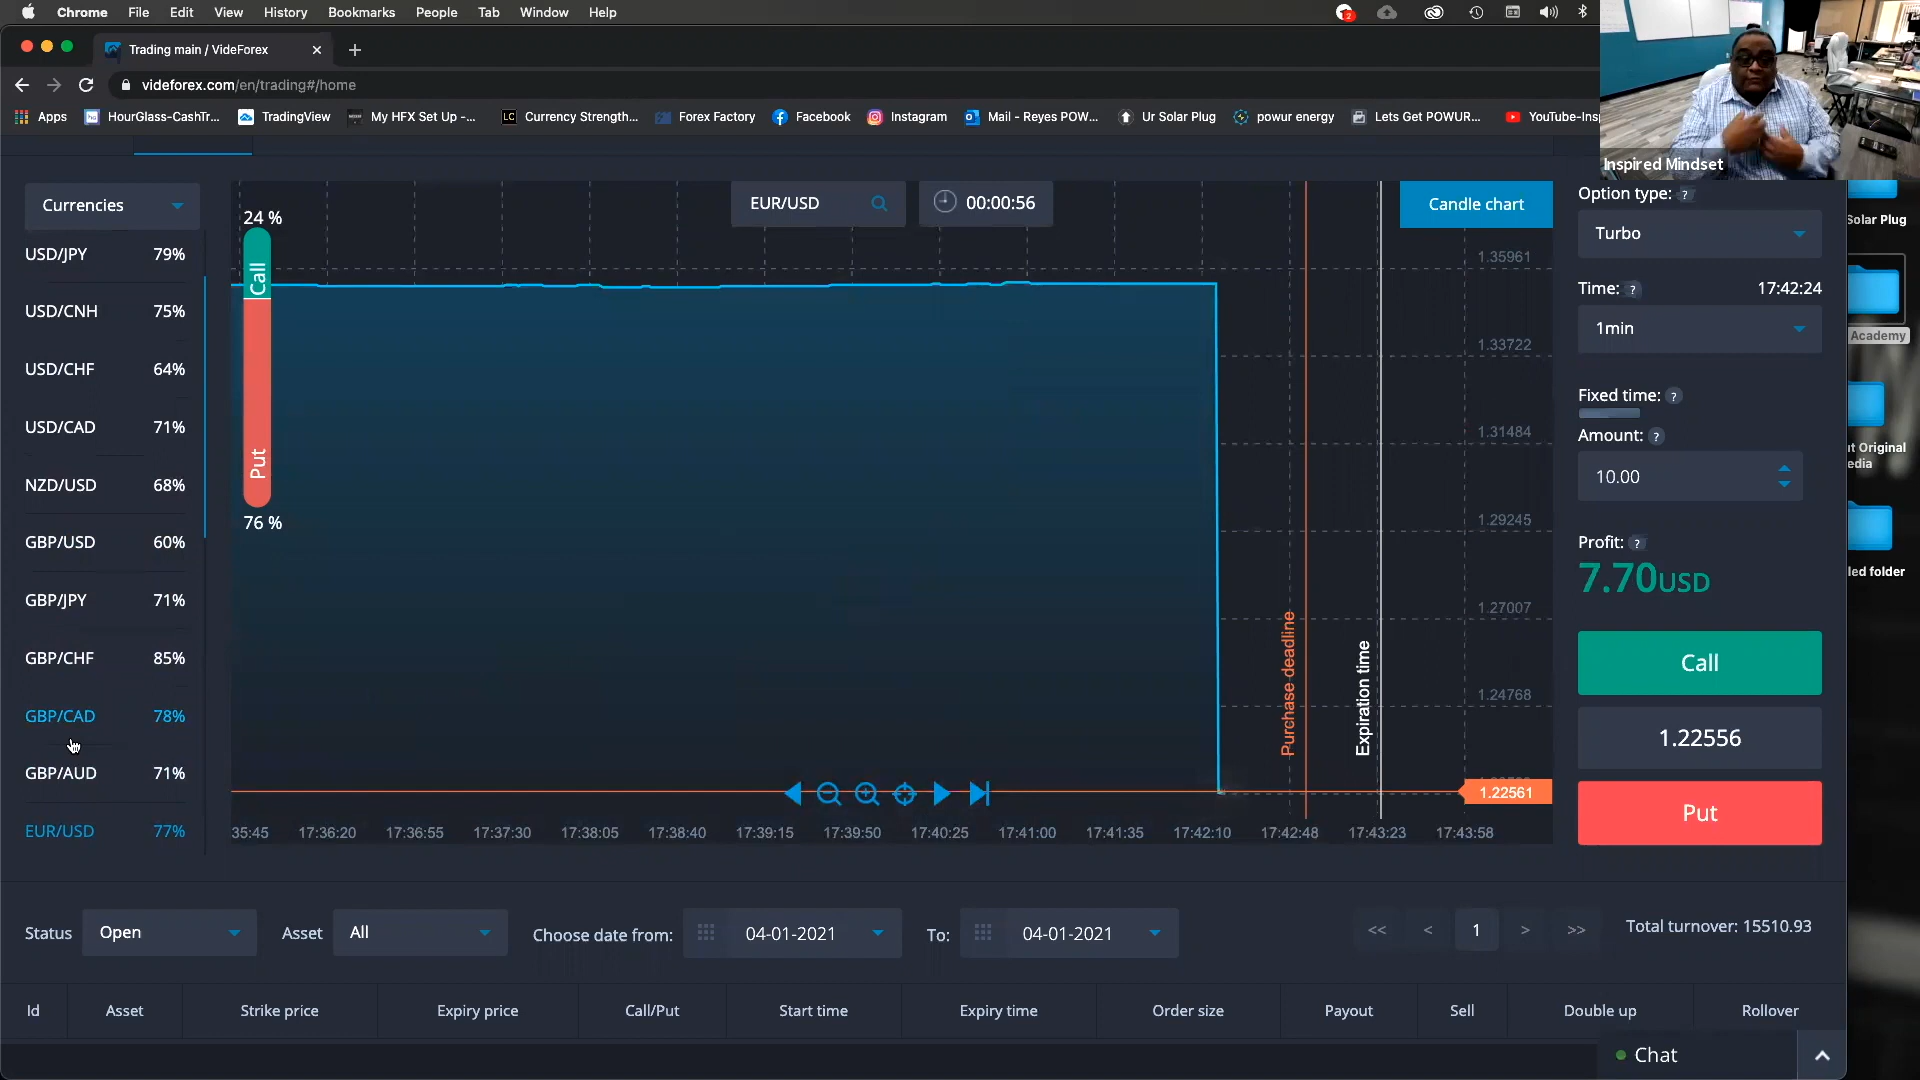 Chrome File Edit View History Bookmarks People Tab Window Help
2
Trading main / VideForex
videforex.com/en/trading#/home
Apps HourGlass-CashTr... TradingView My HFX Set Up -... LC Currency Strength... Forex Factory Facebook Instagram Mail - Reyes POW... Ur Solar Plug powur energy Lets Get POWUR... YouTube-Insp
Inspired Mindset
Currencies
USD/JPY 79%
USD/CNH 75%
USD/CHF 64%
USD/CAD 71%
NZD/USD 68%
GBP/USD 60%
GBP/JPY 71%
GBP/CHF 85%
GBP/CAD 78%
GBP/AUD 71%
EUR/USD 77%
24 %
Call
Put
76 %
EUR/USD
00:00:56
Candle chart
1.35961
1.33722
1.31484
1.29245
1.27007
1.24768
1.22561
Purchase deadline
Expiration time
35:45 17:36:20 17:36:55 17:37:30 17:38:05 17:38:40 17:39:15 17:39:50 17:40:25 17:41:00 17:41:35 17:42:10 17:42:48 17:43:23 17:43:58
Option type: ?
Turbo
Time: ? 17:42:24
1min
Fixed time: ?
Amount: ?
10.00
Profit: ?
7.70USD
Call
1.22556
Put
Solar Plug
Academy
ut Original
edia
led folder
Status Open Asset All Choose date from: 04-01-2021 To: 04-01-2021 << < 1 > >> Total turnover: 15510.93
Id Asset Strike price Expiry price Call/Put Start time Expiry time Order size Payout Sell Double up Rollover
Chat